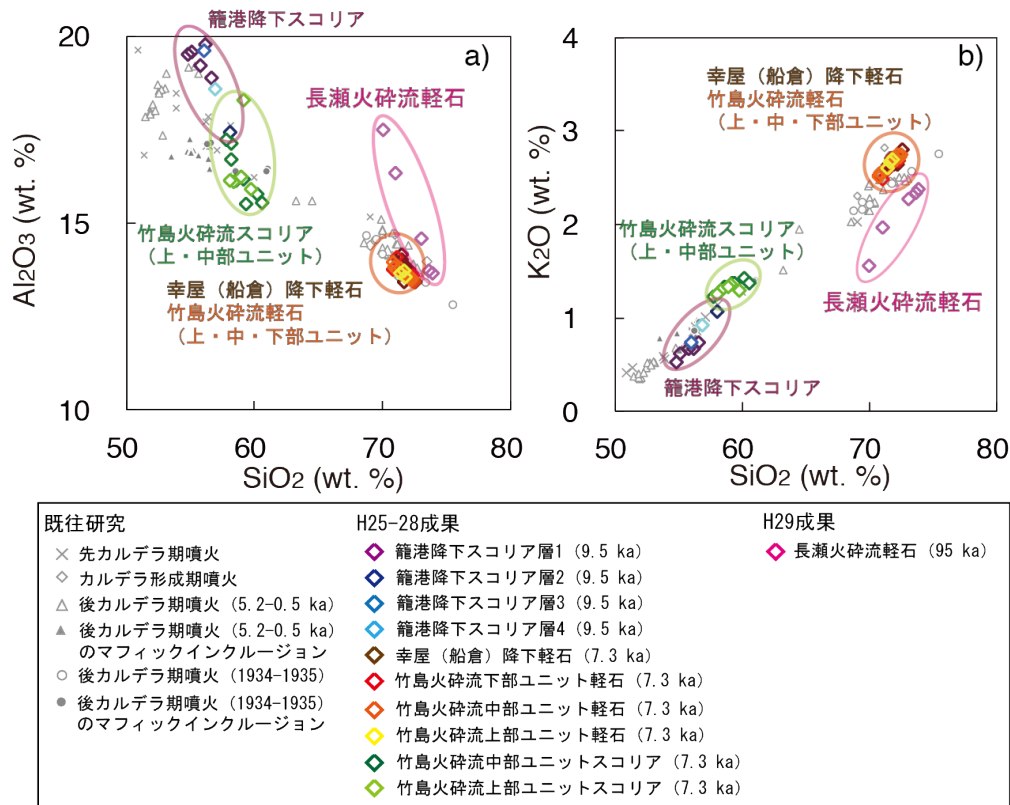 a)
籠港降下スコリア
長瀬火砕流軽石
竹島火砕流スコリア
（上・中部ユニット）
幸屋（船倉）降下軽石
竹島火砕流軽石
（上・中・下部ユニット）
Al2O3 (wt. %)
20
15
10
50
60
70
80
SiO2 (wt. %)
b)
幸屋（船倉）降下軽石
竹島火砕流軽石
（上・中・下部ユニット）
竹島火砕流スコリア
（上・中部ユニット）
長瀬火砕流軽石
籠港降下スコリア
K2O (wt. %)
4
3
2
1
0
50
60
70
80
SiO2 (wt. %)
既往研究
先カルデラ期噴火
カルデラ形成期噴火
後カルデラ期噴火（5.2-0.5 ka）
後カルデラ期噴火（5.2-0.5 ka）
のマフィックインクルージョン
後カルデラ期噴火（1934-1935）
後カルデラ期噴火（1934-1935）
のマフィックインクルージョン
H25-28成果
籠港降下スコリア層1（9.5 ka）
籠港降下スコリア層2（9.5 ka）
籠港降下スコリア層3（9.5 ka）
籠港降下スコリア層4（9.5 ka）
幸屋（船倉）降下軽石（7.3 ka）
竹島火砕流下部ユニット軽石（7.3 ka）
竹島火砕流中部ユニット軽石（7.3 ka）
竹島火砕流上部ユニット軽石（7.3 ka）
竹島火砕流中部ユニットスコリア（7.3 ka）
竹島火砕流上部ユニットスコリア（7.3 ka）
H29成果
長瀬火砕流軽石（95 ka）